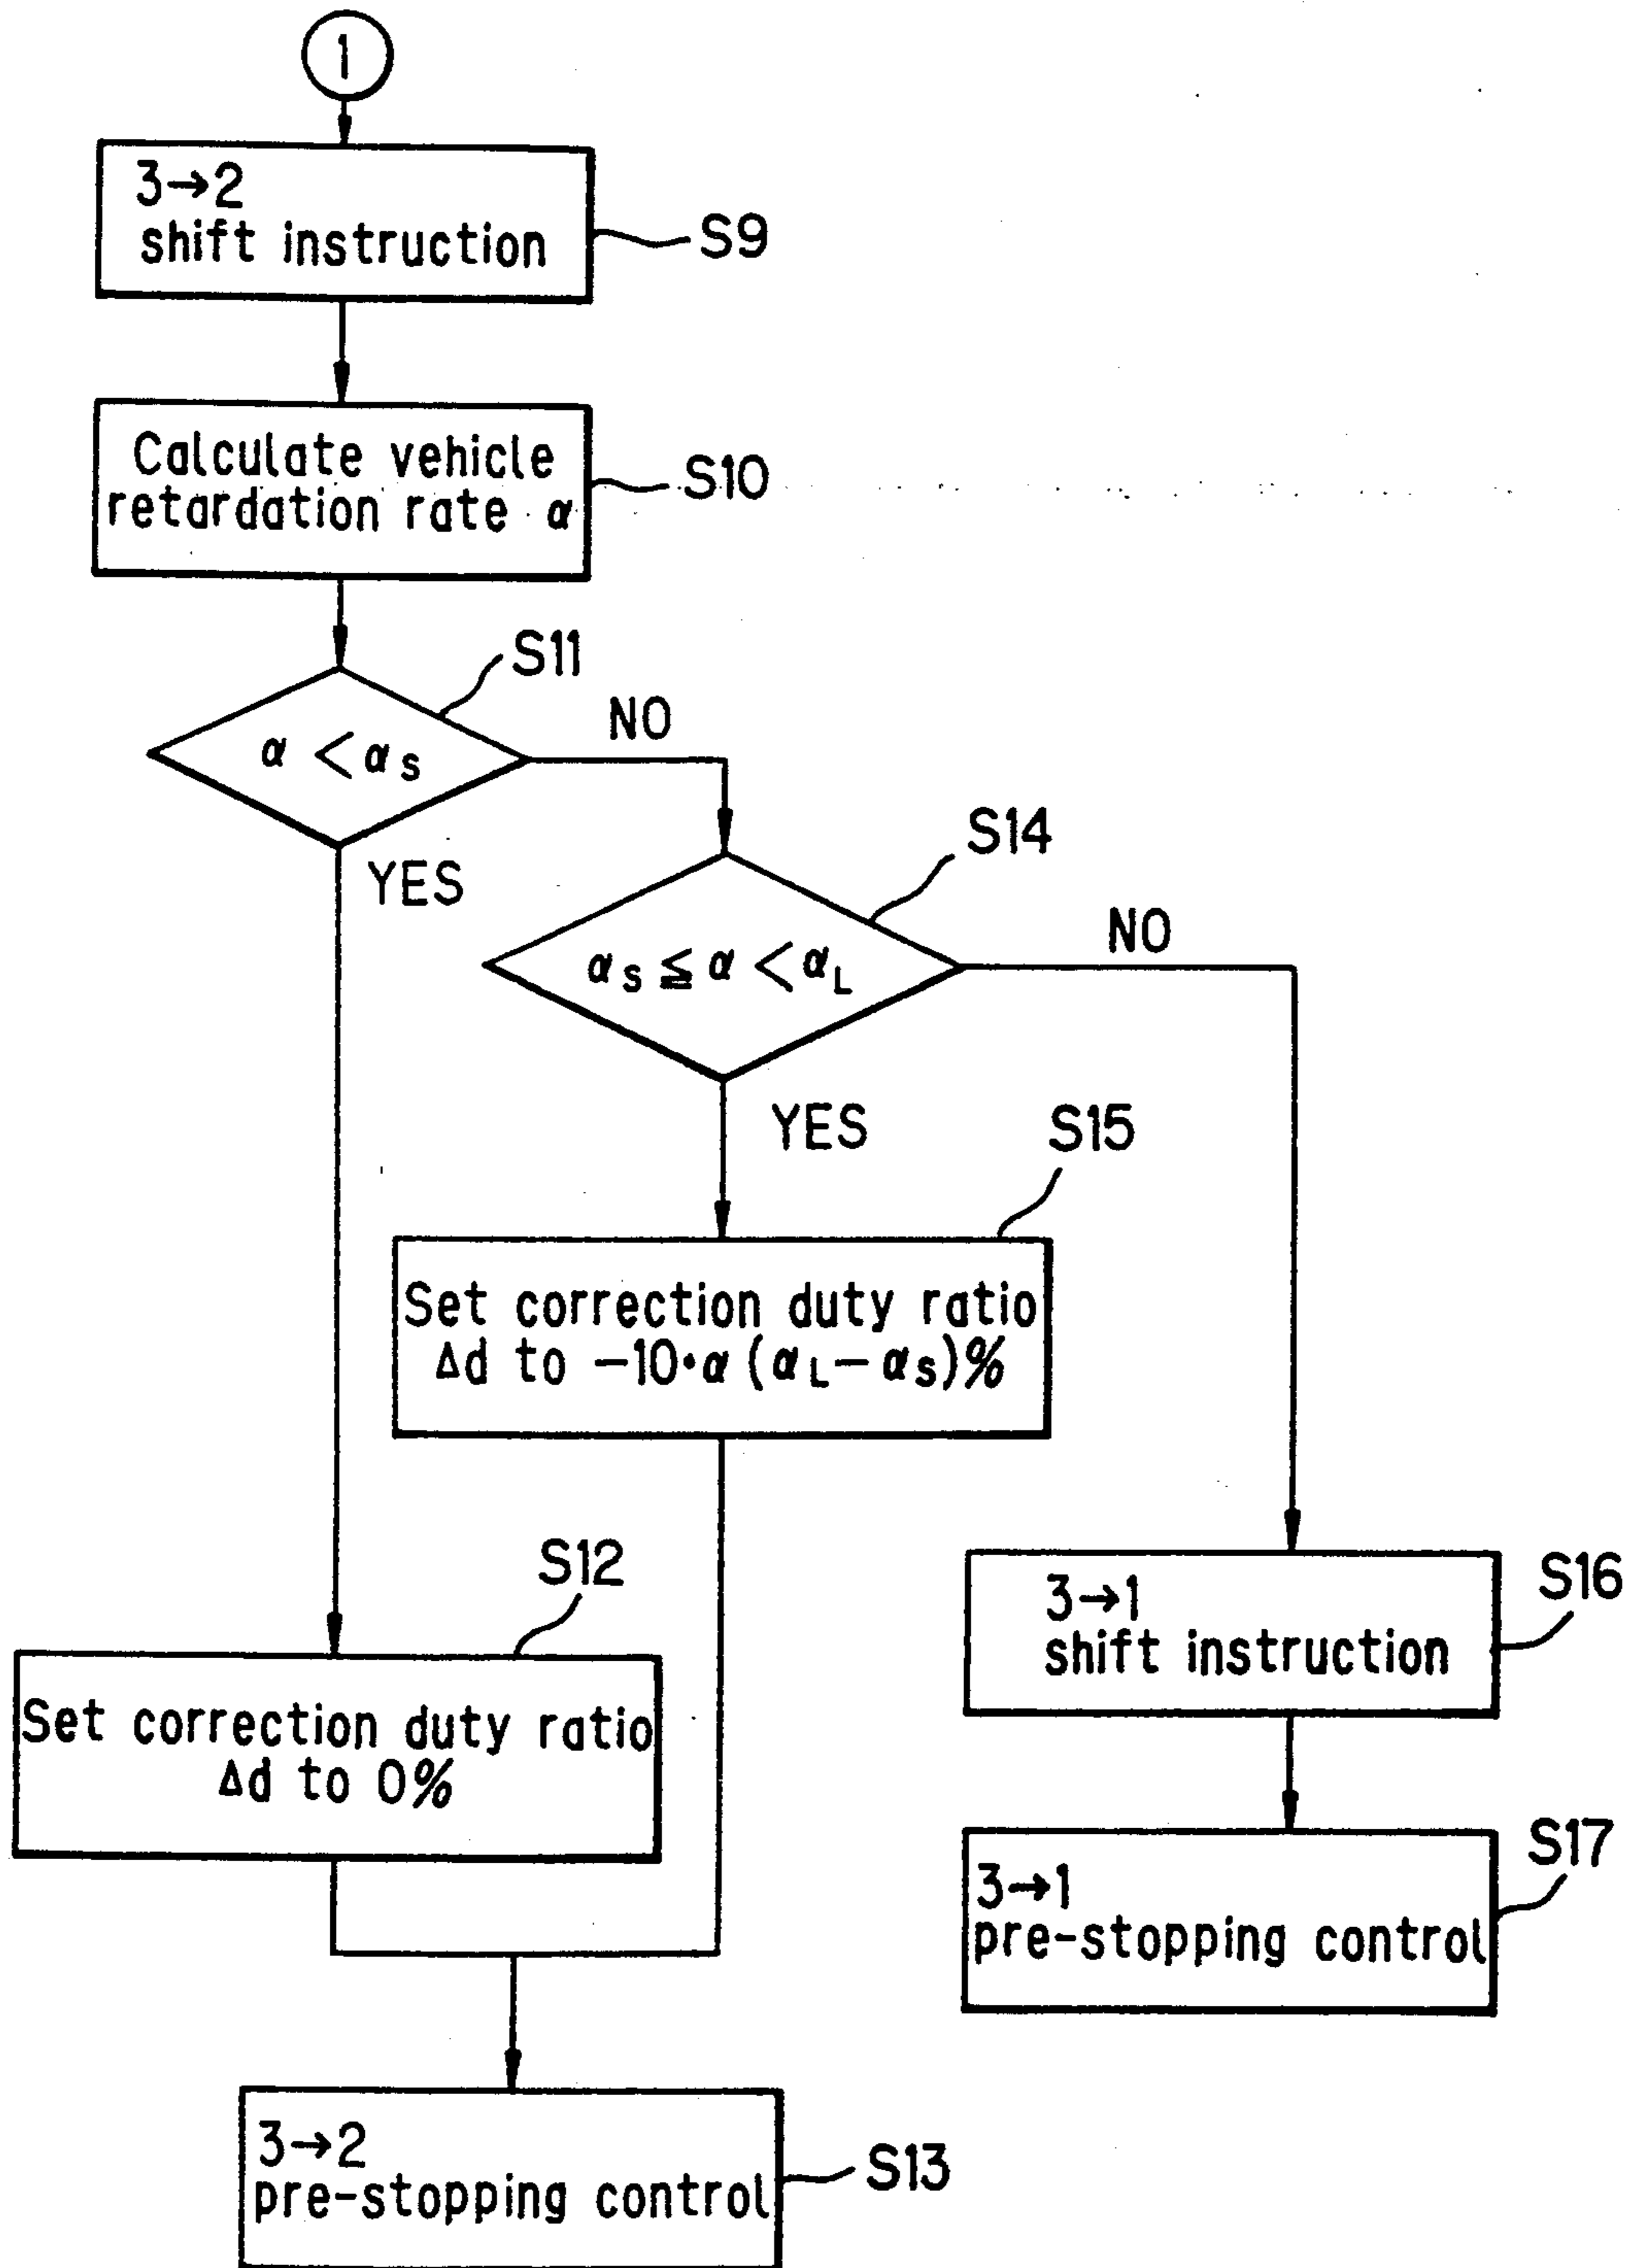 1
3→2
shift instruction
S9
Calculate vehicle
retardation rate α
S10
S11
α < αS
NO
YES
S14
αS ≦ α < αL
NO
YES
S15
Set correction duty ratio
Δd to −10•α (αL−αS)%
S12
Set correction duty ratio
Δd to 0%
S16
3→1
shift instruction
S17
3→1
pre-stopping control
3→2
pre-stopping control
S13